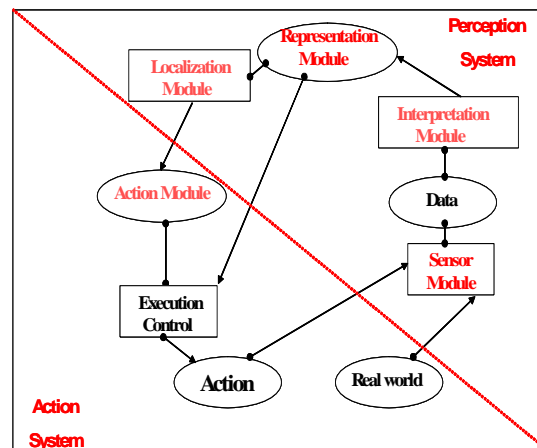 Representation
Module
Perception
System
Localization
Module
Interpretation
Module
Action Module
Data
Sensor
Module
Execution
Control
Action
Real world
Action
System